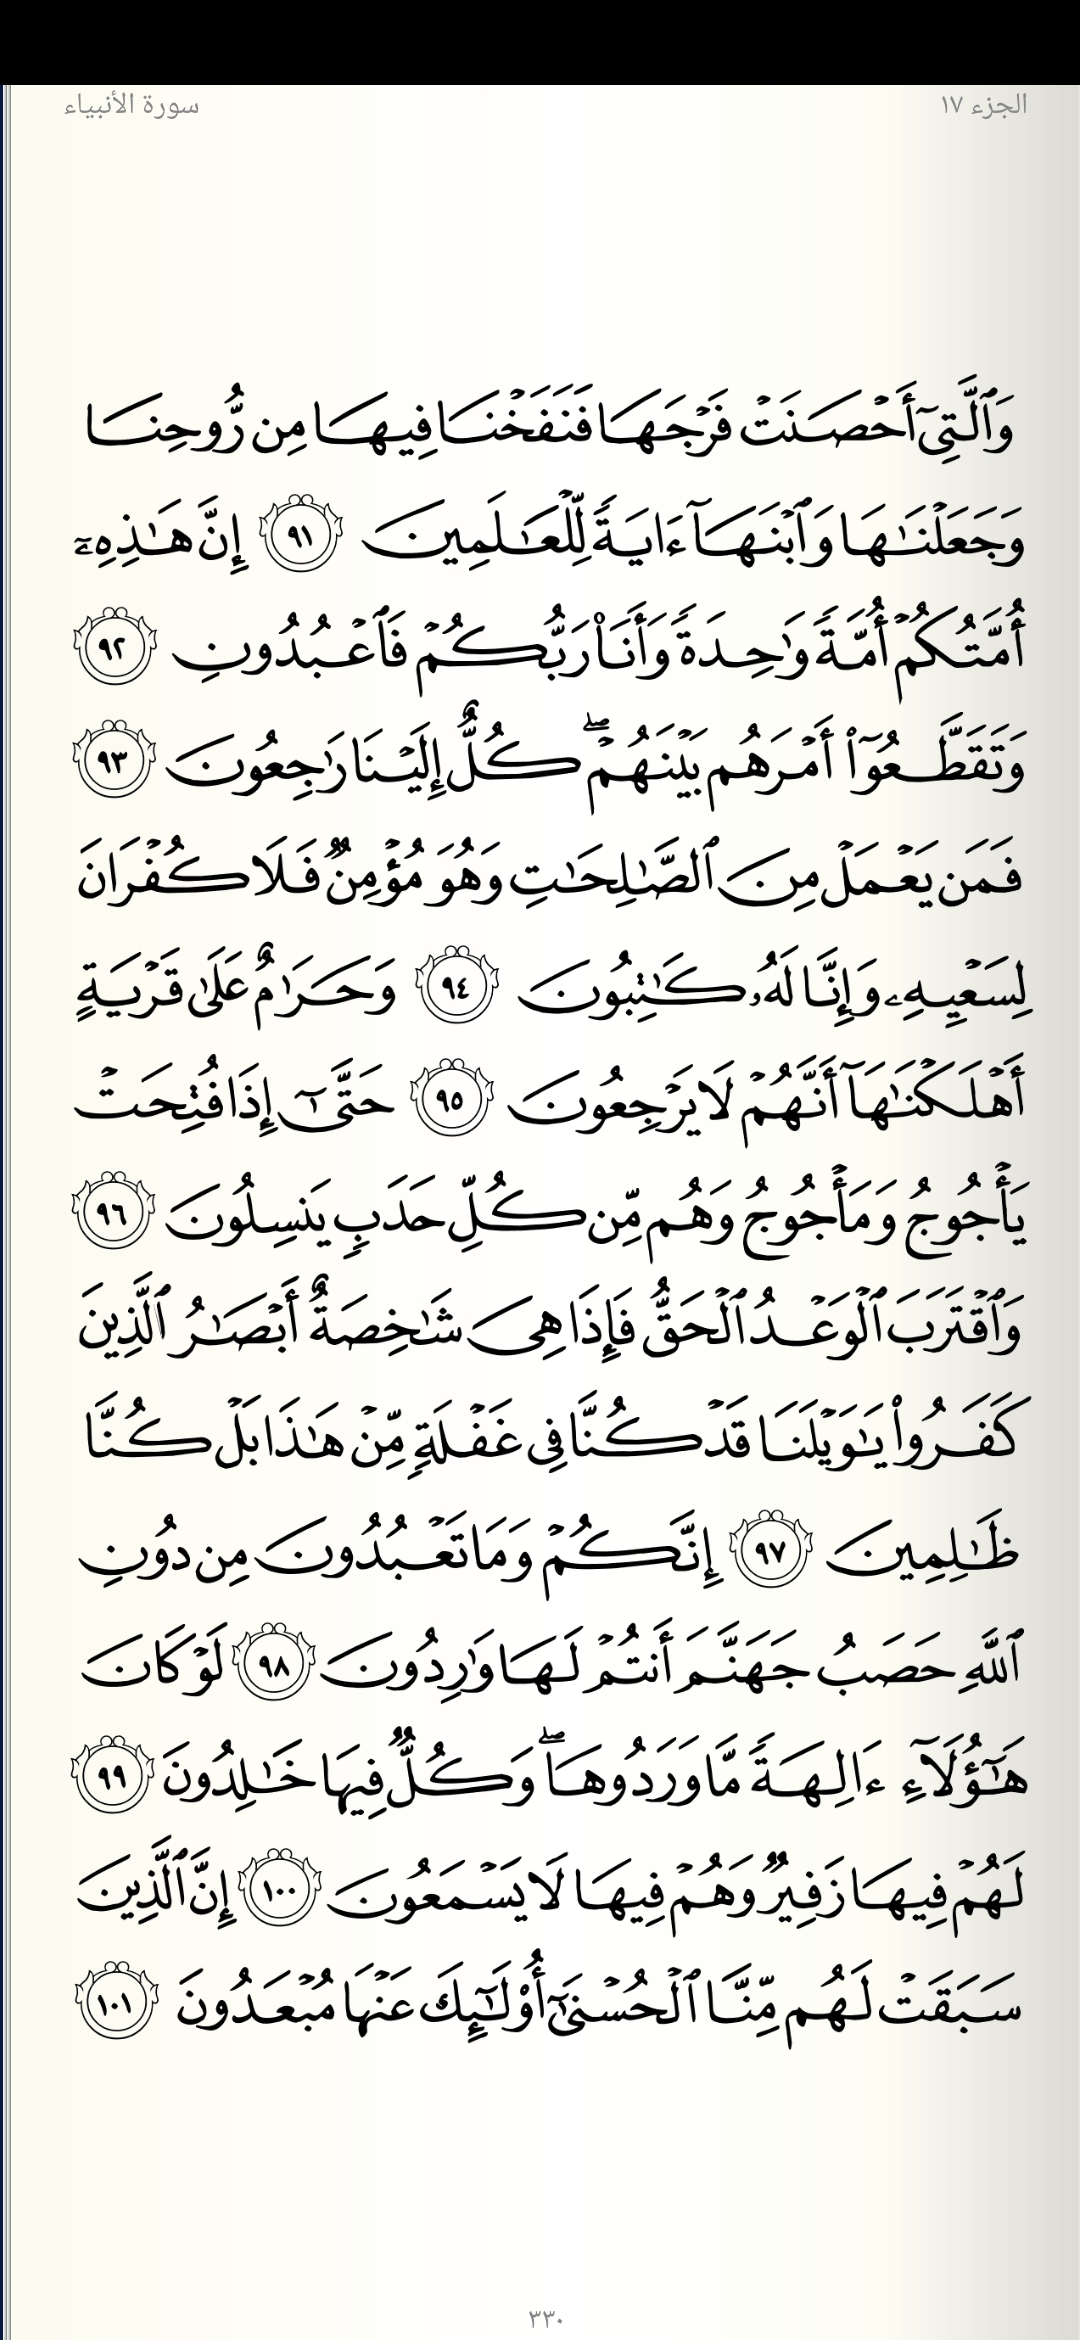 الجزء ١٧
سورة الأنبياء
وَٱلَّتِىٓ أَحۡصَنَتۡ فَرۡجَهَا فَنَفَخۡنَا فِيهَا مِن رُّوحِنَا
وَجَعَلۡنَٰهَا وَٱبۡنَهَآ ءَايَةٗ لِّلۡعَٰلَمِينَ ٩١ إِنَّ هَٰذِهِۦٓ
أُمَّتُكُمۡ أُمَّةٗ وَٰحِدَةٗ وَأَنَا۠ رَبُّكُمۡ فَٱعۡبُدُونِ ٩٢
وَتَقَطَّعُوٓاْ أَمۡرَهُم بَيۡنَهُمۡۖ كُلٌّ إِلَيۡنَا رَٰجِعُونَ ٩٣
فَمَن يَعۡمَلۡ مِنَ ٱلصَّٰلِحَٰتِ وَهُوَ مُؤۡمِنٞ فَلَا كُفۡرَانَ
لِسَعۡيِهِۦ وَإِنَّا لَهُۥ كَٰتِبُونَ ٩٤ وَحَرَٰمٌ عَلَىٰ قَرۡيَةٍ
أَهۡلَكۡنَٰهَآ أَنَّهُمۡ لَا يَرۡجِعُونَ ٩٥ حَتَّىٰٓ إِذَا فُتِحَتۡ
يَأۡجُوجُ وَمَأۡجُوجُ وَهُم مِّن كُلِّ حَدَبٖ يَنسِلُونَ ٩٦
وَٱقۡتَرَبَ ٱلۡوَعۡدُ ٱلۡحَقُّ فَإِذَا هِىَ شَٰخِصَةٌ أَبۡصَٰرُ ٱلَّذِينَ
كَفَرُواْ يَٰوَيۡلَنَا قَدۡ كُنَّا فِى غَفۡلَةٖ مِّنۡ هَٰذَا بَلۡ كُنَّا
ظَٰلِمِينَ ٩٧ إِنَّكُمۡ وَمَا تَعۡبُدُونَ مِن دُونِ
ٱللَّهِ حَصَبُ جَهَنَّمَ أَنتُمۡ لَهَا وَٰرِدُونَ ٩٨ لَوۡ كَانَ
هَٰٓؤُلَآءِ ءَالِهَةٗ مَّا وَرَدُوهَاۖ وَكُلّٞ فِيهَا خَٰلِدُونَ ٩٩
لَهُمۡ فِيهَا زَفِيرٞ وَهُمۡ فِيهَا لَا يَسۡمَعُونَ ١٠٠ إِنَّ ٱلَّذِينَ
سَبَقَتۡ لَهُم مِّنَّا ٱلۡحُسۡنَىٰٓ أُوْلَٰٓئِكَ عَنۡهَا مُبۡعَدُونَ ١٠١
٣٣٠